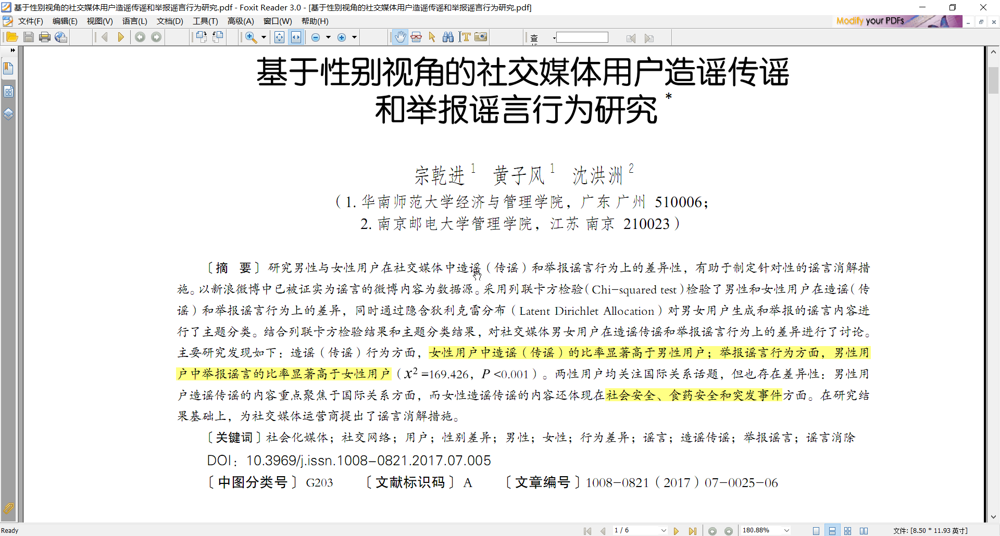 基于性别视角的社交媒体用户造谣传谣和举报谣言行为研究.pdf - Foxit Reader 3.0 - [基于性别视角的社交媒体用户造谣传谣和举报谣言行为研究.pdf]
文件(F) 编辑(E) 视图(V) 语言(L) 文档(D) 工具(T) 高级(A) 窗口(W) 帮助(H) Modify your PDFs
基于性别视角的社交媒体用户造谣传谣
和举报谣言行为研究*
宗乾进1 黄子风1 沈洪洲2
（1. 华南师范大学经济与管理学院，广东 广州 510006；
2. 南京邮电大学管理学院，江苏 南京 210023）
〔摘 要〕研究男性与女性用户在社交媒体中造谣（传谣）和举报谣言行为上的差异性，有助于制定针对性的谣言消解措
施。以新浪微博中已被证实为谣言的微博内容为数据源。采用列联卡方检验（Chi-squared test）检验了男性和女性用户在造谣（传
谣）和举报谣言行为上的差异，同时通过隐含狄利克雷分布（Latent Dirichlet Allocation）对男女用户生成和举报的谣言内容进
行了主题分类。结合列联卡方检验结果和主题分类结果，对社交媒体男女用户在造谣传谣和举报谣言行为上的差异进行了讨论。
主要研究发现如下：造谣（传谣）行为方面，女性用户中造谣（传谣）的比率显著高于男性用户；举报谣言行为方面，男性用
户中举报谣言的比率显著高于女性用户（x2 =169.426，P <0.001）。两性用户均关注国际关系话题，但也存在差异性：男性用
户造谣传谣的内容重点聚焦于国际关系方面，而女性造谣传谣的内容还体现在社会安全、食药安全和突发事件方面。在研究结
果基础上，为社交媒体运营商提出了谣言消解措施。
〔关键词〕社会化媒体；社交网络；用户；性别差异；男性；女性；行为差异；谣言；造谣传谣；举报谣言；谣言消除
DOI：10.3969/j.issn.1008-0821.2017.07.005
〔中图分类号〕G203 〔文献标识码〕A 〔文章编号〕1008-0821（2017）07-0025-06
Ready 1 / 6 180.88% 文件: [8.50 * 11.93 英寸]